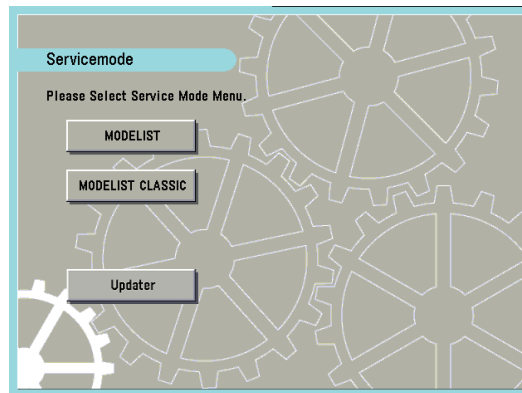 Servicemode
Please Select Service Mode Menu.
MODELIST
MODELIST CLASSIC
Updater